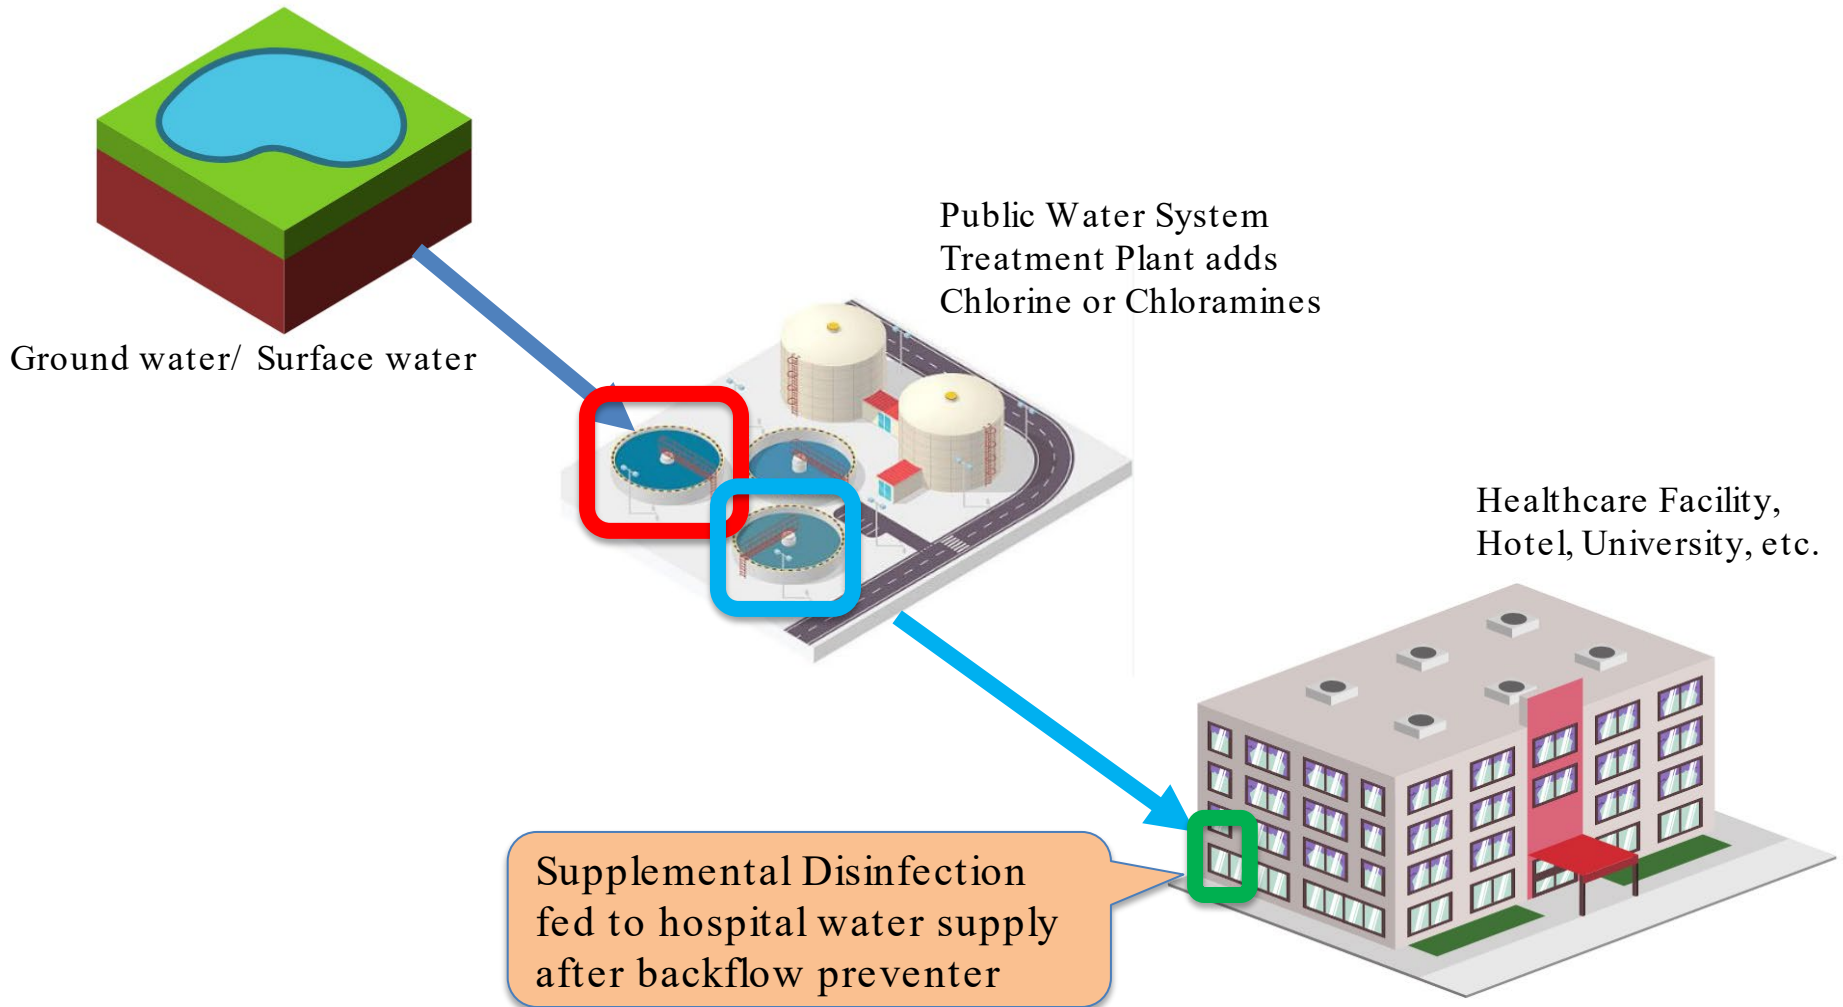 Public Water System
Treatment Plant adds
Chlorine or Chloramines
Ground water/ Surface water
Healthcare Facility,
Hotel, University, etc.
Supplemental Disinfection
fed to hospital water supply
after backflow preventer